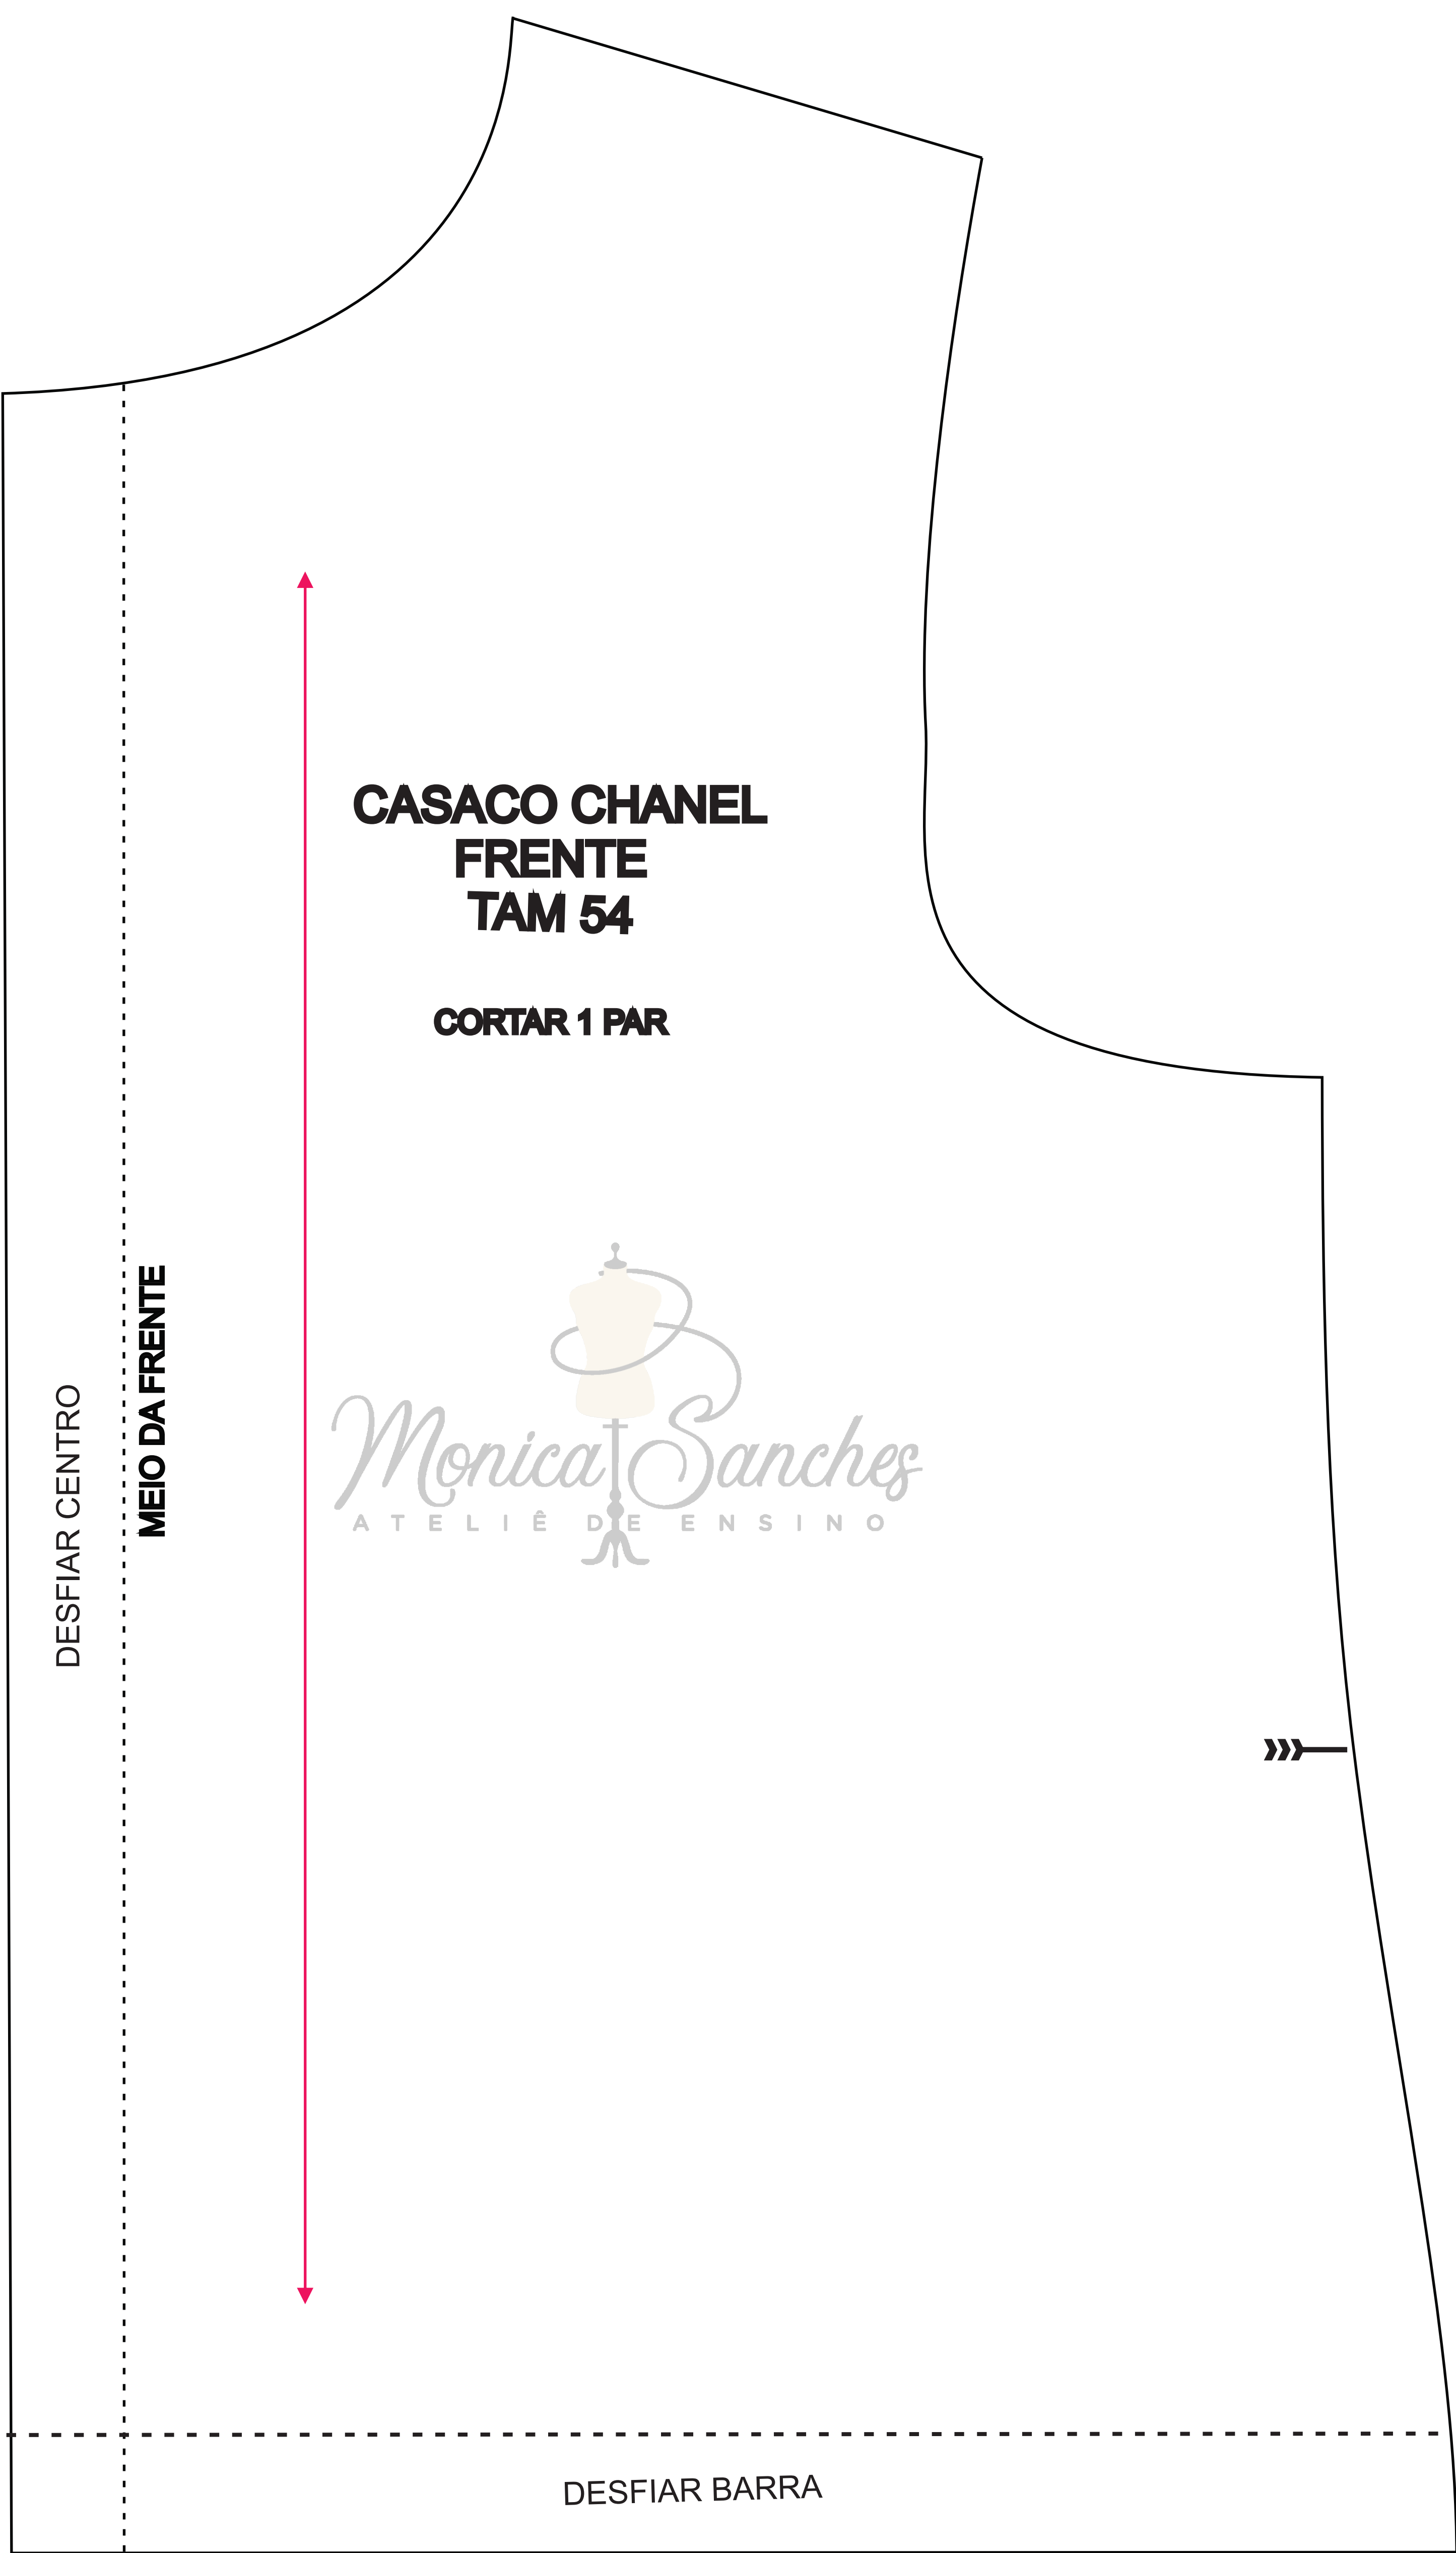 CASACO CHANEL
FRENTE
TAM 54
CORTAR 1 PAR
MEIO DA FRENTE
DESFIAR CENTRO
Monica Sanches
ATELIÊ DE ENSINO
DESFIAR BARRA